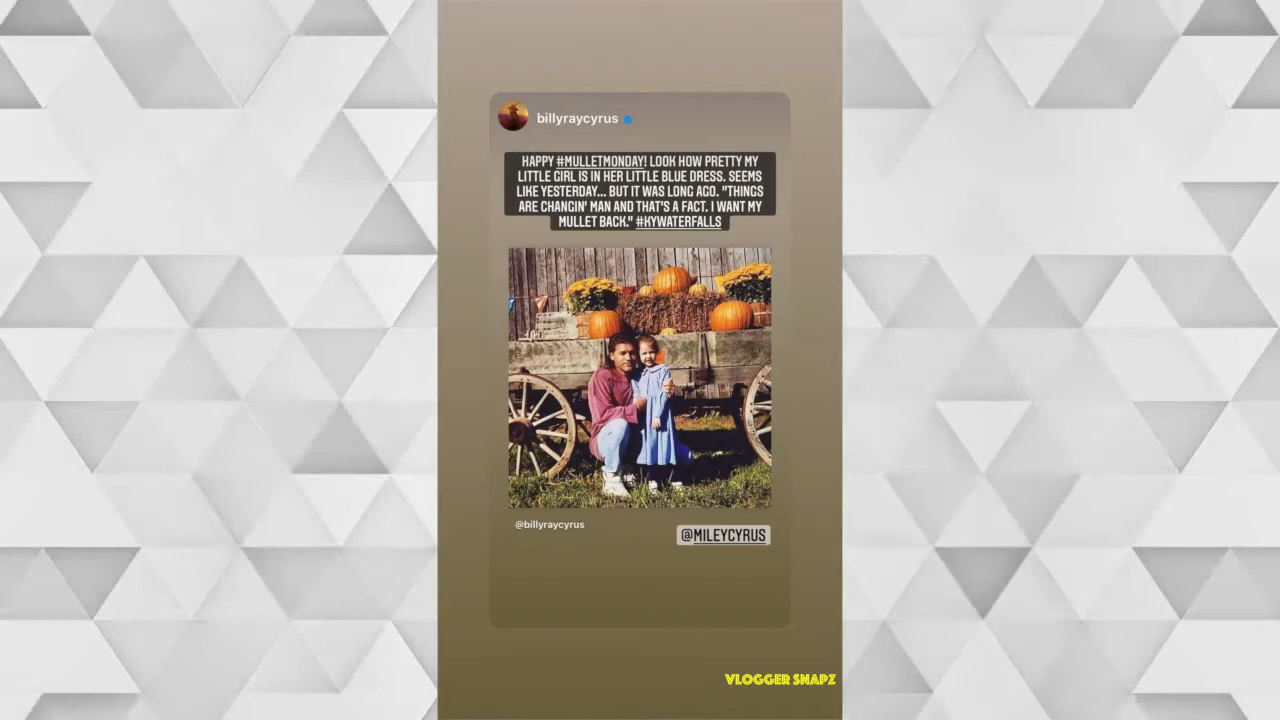 billyraycyrus
HAPPY #MULLETMONDAY! LOOK HOW PRETTY MY
LITTLE GIRL IS IN HER LITTLE BLUE DRESS. SEEMS
LIKE YESTERDAY... BUT IT WAS LONG AGO. "THINGS
ARE CHANGIN' MAN AND THAT'S A FACT. I WANT MY
MULLET BACK." #KYWATERFALLS
@billyraycyrus
@MILEYCYRUS
VLOGGER SNAPZ